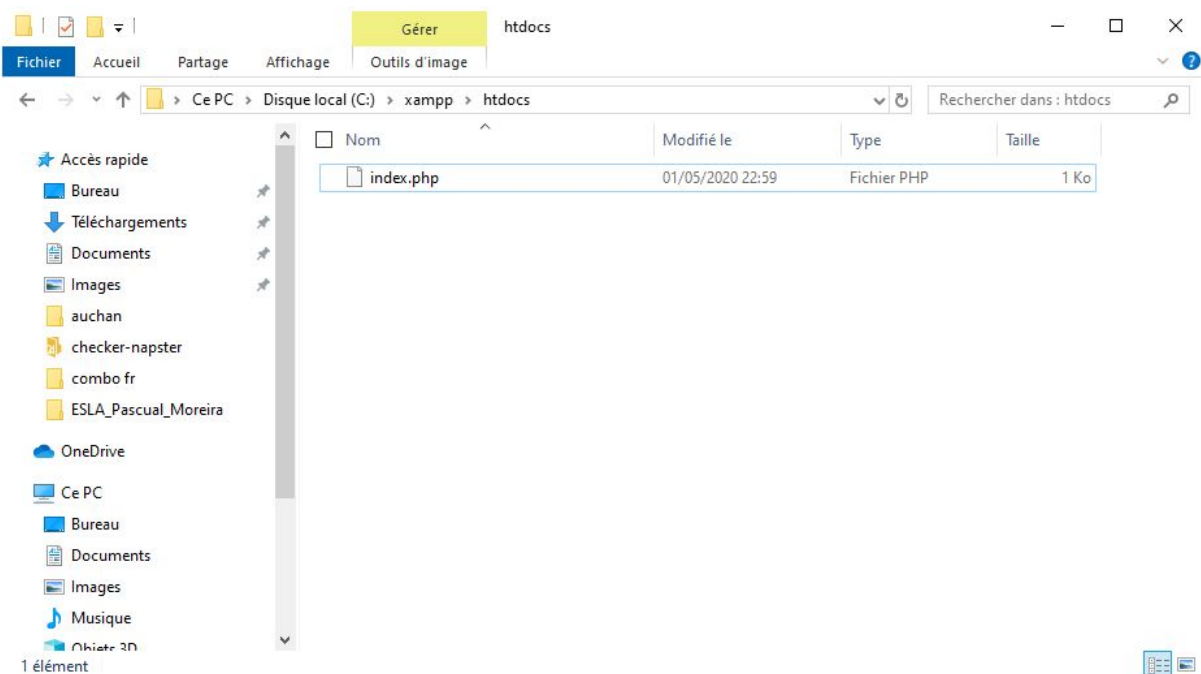 Gérer
htdocs
Fichier Accueil Partage Affichage Outils d'image
Ce PC > Disque local (C:) > xampp > htdocs
Rechercher dans : htdocs
Nom Modifié le Type Taille
index.php 01/05/2020 22:59 Fichier PHP 1 Ko
Accès rapide
Bureau
Téléchargements
Documents
Images
auchan
checker-napster
combo fr
ESLA_Pascual_Moreira
OneDrive
Ce PC
Bureau
Documents
Images
Musique
Objets 3D
1 élément